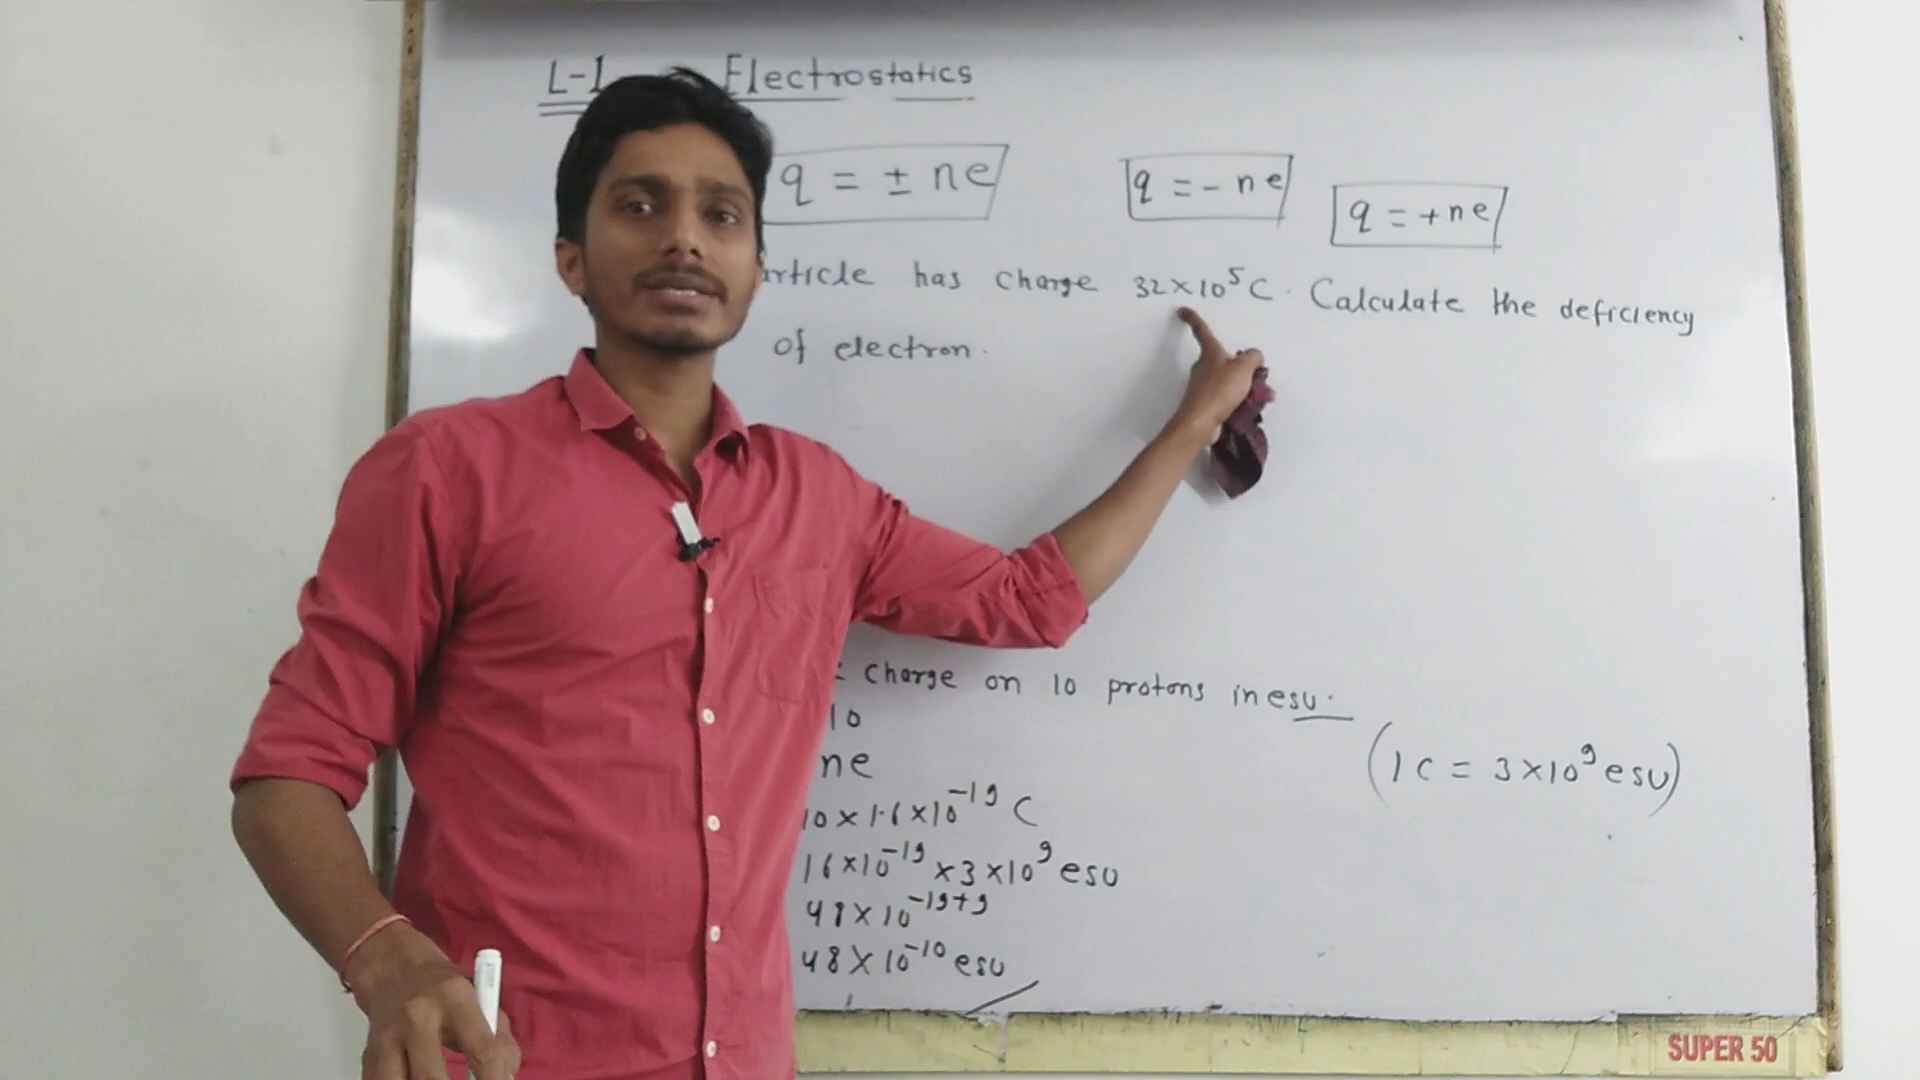 L-1 Electrostatics
q = ± ne
q = - ne
q = +ne
article has charge 32×10⁵C. Calculate the deficiency
of electron.
= charge on 10 protons in esu.
10
ne
(1 C = 3×10⁹ esu)
10 × 1.6 × 10⁻¹⁹ C
16×10⁻¹⁹ × 3×10⁹ esu
48×10⁻¹⁹⁺⁹
48×10⁻¹⁰ esu
SUPER 50